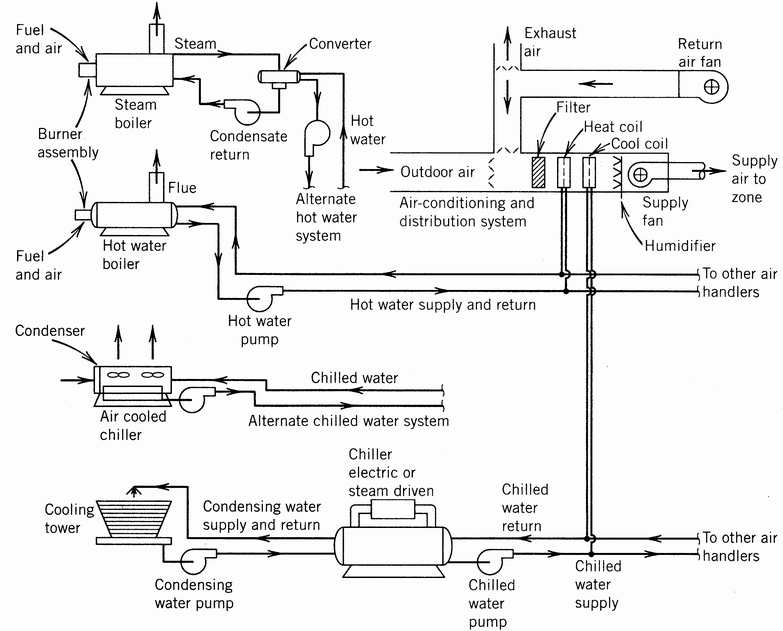 Fuel
and air
Steam
Converter
Steam
boiler
Burner
assembly
Condensate
return
Hot
water
Alternate
hot water
system
Exhaust
air
Return
air fan
Filter
Heat coil
Cool coil
Outdoor air
Supply
air to
zone
Air-conditioning and
distribution system
Supply
fan
Humidifier
Flue
Fuel
and air
Hot water
boiler
To other air
handlers
Hot water supply and return
Hot water
pump
Condenser
Chilled water
Alternate chilled water system
Air cooled
chiller
Chiller
electric or
steam driven
Cooling
tower
Condensing water
supply and return
Chilled
water
return
To other air
handlers
Condensing
water pump
Chilled
water
pump
Chilled
water
supply